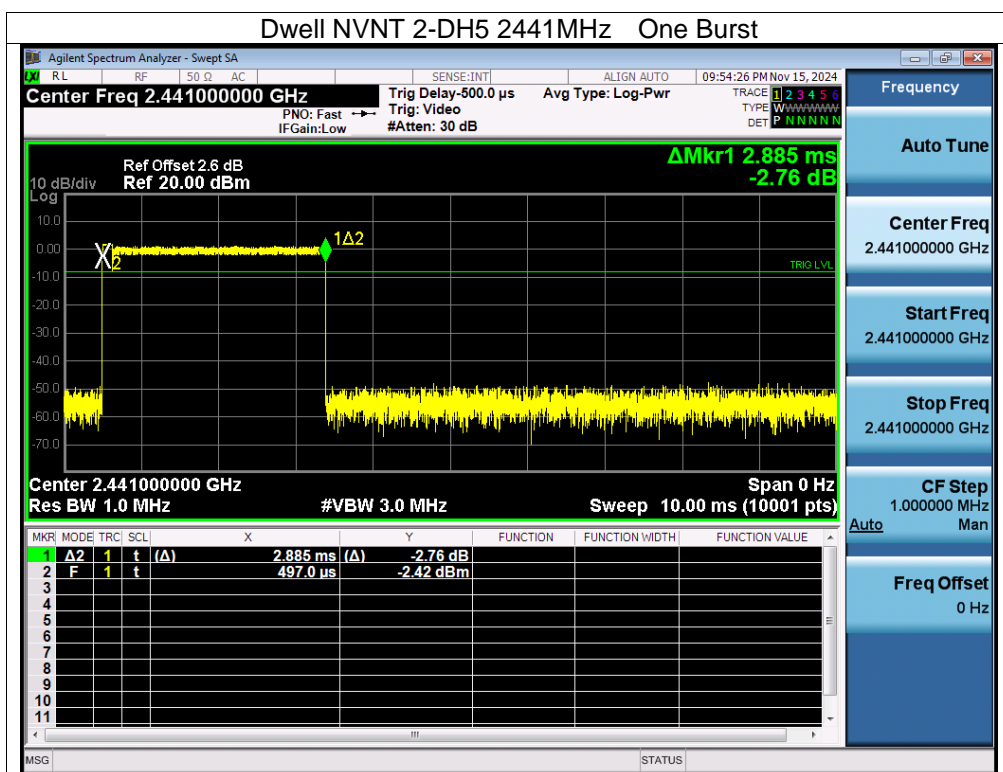 Dwell NVNT 2-DH5 2441MHz One Burst
Agilent Spectrum Analyzer - Swept SA
LXI RL RF 50 Ω AC SENSE:INT ALIGN AUTO 09:54:26 PM Nov 15, 2024
Center Freq 2.441000000 GHz Trig Delay-500.0 µs Avg Type: Log-Pwr TRACE 1 2 3 4 5 6
PNO: Fast Trig: Video TYPE WWWWWW
IFGain:Low #Atten: 30 dB DET P N N N N N
Frequency
Auto Tune
Center Freq
2.441000000 GHz
Start Freq
2.441000000 GHz
Stop Freq
2.441000000 GHz
CF Step
1.000000 MHz
Auto Man
Freq Offset
0 Hz
ΔMkr1 2.885 ms
-2.76 dB
Ref Offset 2.6 dB
10 dB/div Ref 20.00 dBm
Log
10.0
0.00
-10.0
-20.0
-30.0
-40.0
-50.0
-60.0
-70.0
1Δ2
2
TRIG LVL
Center 2.441000000 GHz Span 0 Hz
Res BW 1.0 MHz #VBW 3.0 MHz Sweep 10.00 ms (10001 pts)
MKR MODE TRC SCL X Y FUNCTION FUNCTION WIDTH FUNCTION VALUE
1 Δ2 1 t (Δ) 2.885 ms (Δ) -2.76 dB
2 F 1 t 497.0 µs -2.42 dBm
3
4
5
6
7
8
9
10
11
MSG STATUS